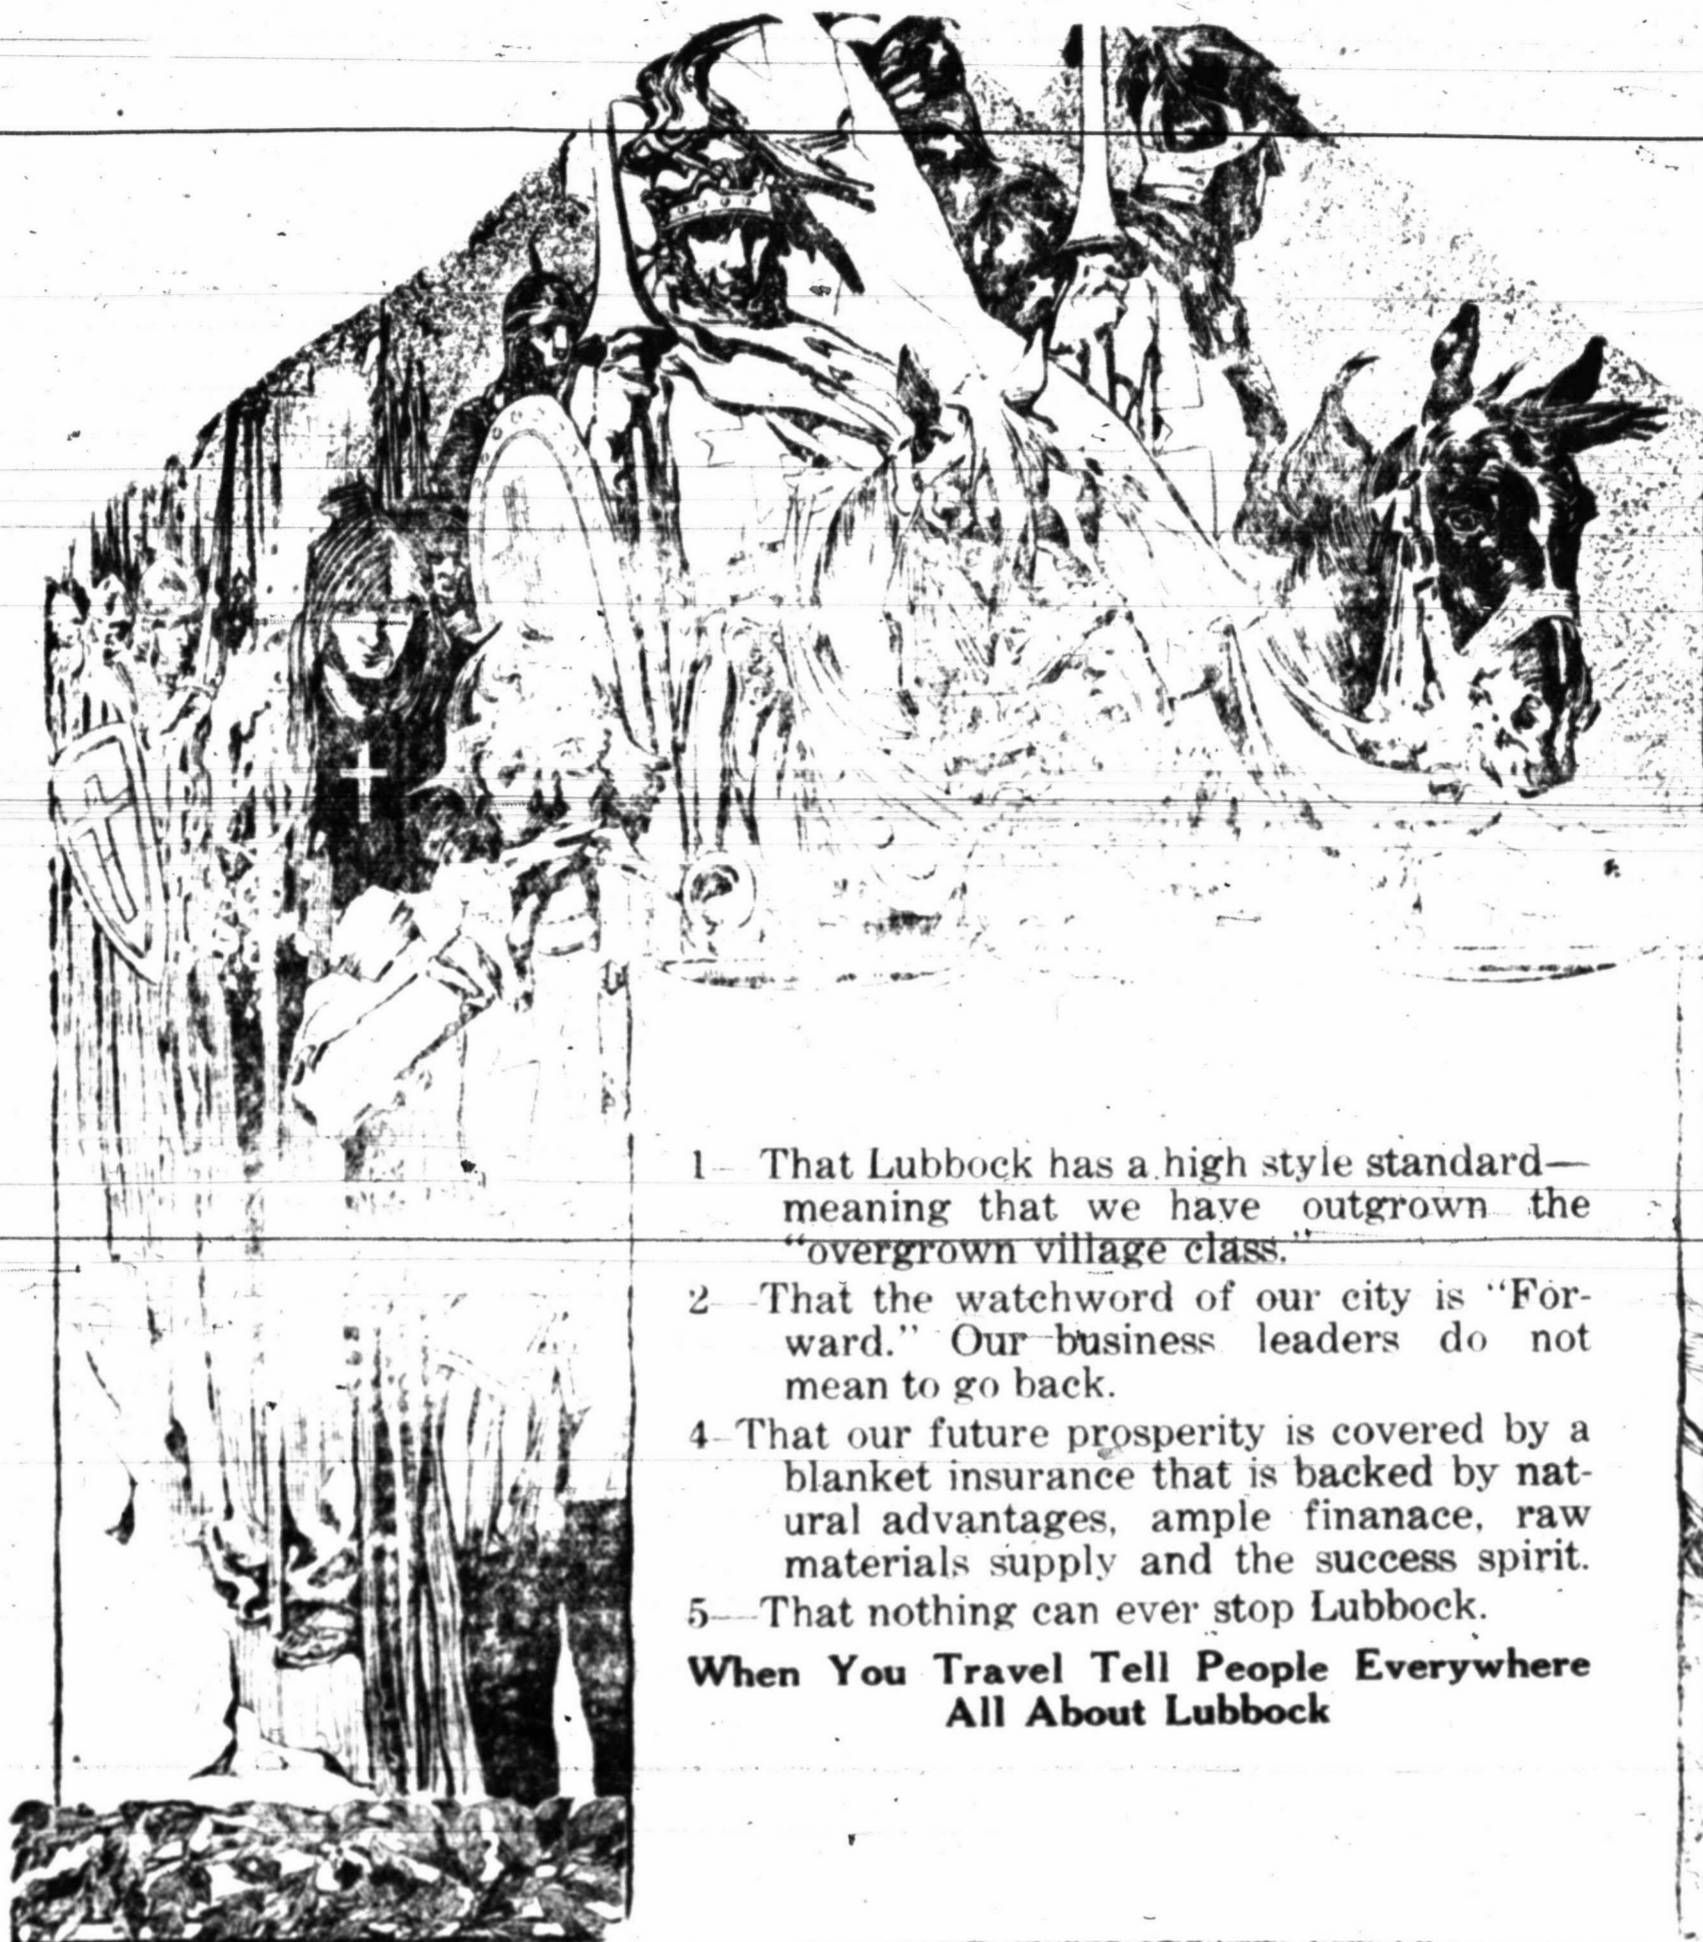 1— That Lubbock has a high style standard—
meaning that we have outgrown the
"overgrown village class."
2—That the watchword of our city is "For-
ward." Our business leaders do not
mean to go back.
4—That our future prosperity is covered by a
blanket insurance that is backed by nat-
ural advantages, ample finanace, raw
materials supply and the success spirit.
5—That nothing can ever stop Lubbock.
When You Travel Tell People Everywhere
All About Lubbock